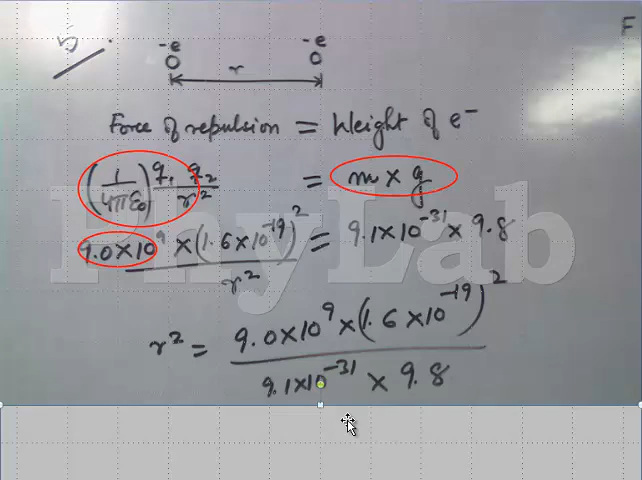 5/. F
-e -e
r
Force of repulsion = Weight of e⁻
(1/4πε₀) q₁ q₂/r² = m × g
9.0×10⁹ × (1.6×10⁻¹⁹)²/r² = 9.1×10⁻³¹ × 9.8
PhyLab
r² = 9.0×10⁹×(1.6×10⁻¹⁹)²/9.1×10⁻³¹ × 9.8